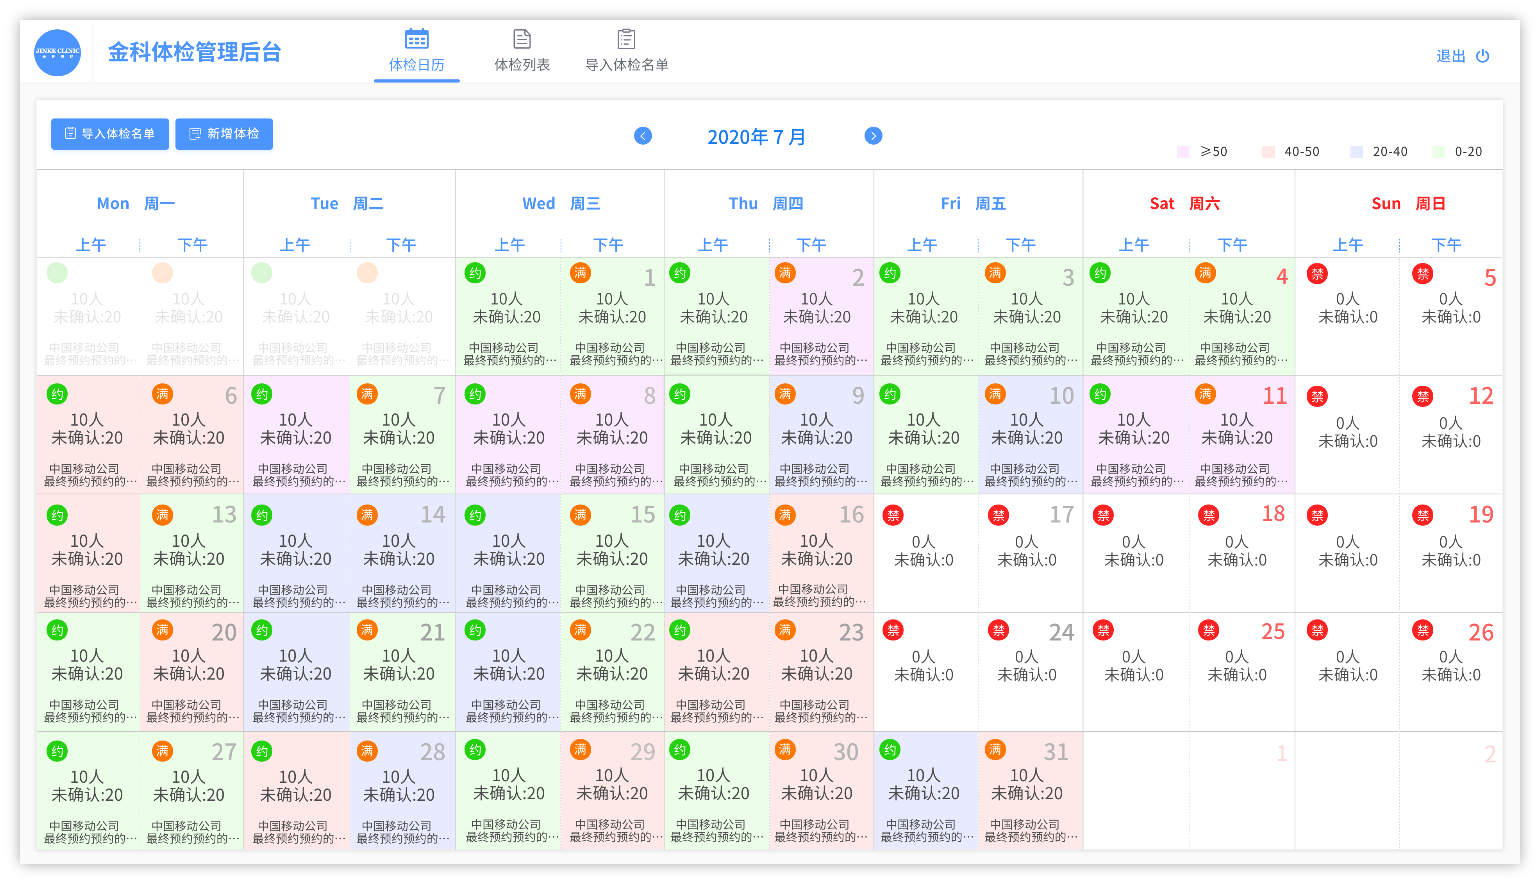 JINKE CLINIC
金科体检管理后台
体检日历 体检列表 导入体检名单
退出
导入体检名单 新增体检
2020年 7 月
≥50 40-50 20-40 0-20
Mon 周一 Tue 周二 Wed 周三 Thu 周四 Fri 周五 Sat 周六 Sun 周日
上午 下午 上午 下午 上午 下午 上午 下午 上午 下午 上午 下午 上午 下午
约 满 1 约 满 2 约 满 3 约 满 4 禁 禁 5
10人 10人 10人 10人 10人 10人 10人 10人 10人 10人 10人 10人 0人 0人
未确认:20 未确认:20 未确认:20 未确认:20 未确认:20 未确认:20 未确认:20 未确认:20 未确认:20 未确认:20 未确认:20 未确认:20 未确认:0 未确认:0
中国移动公司 中国移动公司 中国移动公司 中国移动公司 中国移动公司 中国移动公司 中国移动公司 中国移动公司 中国移动公司 中国移动公司 中国移动公司 中国移动公司
最终预约预约的… 最终预约预约的… 最终预约预约的… 最终预约预约的… 最终预约预约的… 最终预约预约的… 最终预约预约的… 最终预约预约的… 最终预约预约的… 最终预约预约的… 最终预约预约的… 最终预约预约的…
约 满 6 约 满 7 约 满 8 约 满 9 约 满 10 约 满 11 禁 禁 12
10人 10人 10人 10人 10人 10人 10人 10人 10人 10人 10人 10人 0人 0人
未确认:20 未确认:20 未确认:20 未确认:20 未确认:20 未确认:20 未确认:20 未确认:20 未确认:20 未确认:20 未确认:20 未确认:20 未确认:0 未确认:0
中国移动公司 中国移动公司 中国移动公司 中国移动公司 中国移动公司 中国移动公司 中国移动公司 中国移动公司 中国移动公司 中国移动公司 中国移动公司 中国移动公司
最终预约预约的… 最终预约预约的… 最终预约预约的… 最终预约预约的… 最终预约预约的… 最终预约预约的… 最终预约预约的… 最终预约预约的… 最终预约预约的… 最终预约预约的… 最终预约预约的… 最终预约预约的…
约 满 13 约 满 14 约 满 15 约 满 16 禁 禁 17 禁 禁 18 禁 禁 19
10人 10人 10人 10人 10人 10人 10人 10人 0人 0人 0人 0人 0人 0人
未确认:20 未确认:20 未确认:20 未确认:20 未确认:20 未确认:20 未确认:20 未确认:20 未确认:0 未确认:0 未确认:0 未确认:0 未确认:0 未确认:0
中国移动公司 中国移动公司 中国移动公司 中国移动公司 中国移动公司 中国移动公司 中国移动公司 中国移动公司
最终预约预约的… 最终预约预约的… 最终预约预约的… 最终预约预约的… 最终预约预约的… 最终预约预约的… 最终预约预约的… 最终预约预约的…
约 满 20 约 满 21 约 满 22 约 满 23 禁 禁 24 禁 禁 25 禁 禁 26
10人 10人 10人 10人 10人 10人 10人 10人 0人 0人 0人 0人 0人 0人
未确认:20 未确认:20 未确认:20 未确认:20 未确认:20 未确认:20 未确认:20 未确认:20 未确认:0 未确认:0 未确认:0 未确认:0 未确认:0 未确认:0
中国移动公司 中国移动公司 中国移动公司 中国移动公司 中国移动公司 中国移动公司 中国移动公司 中国移动公司
最终预约预约的… 最终预约预约的… 最终预约预约的… 最终预约预约的… 最终预约预约的… 最终预约预约的… 最终预约预约的… 最终预约预约的…
约 满 27 约 满 28 约 满 29 约 满 30 约 满 31 1 2
10人 10人 10人 10人 10人 10人 10人 10人 10人 10人
未确认:20 未确认:20 未确认:20 未确认:20 未确认:20 未确认:20 未确认:20 未确认:20 未确认:20 未确认:20
中国移动公司 中国移动公司 中国移动公司 中国移动公司 中国移动公司 中国移动公司 中国移动公司 中国移动公司 中国移动公司 中国移动公司
最终预约预约的… 最终预约预约的… 最终预约预约的… 最终预约预约的… 最终预约预约的… 最终预约预约的… 最终预约预约的… 最终预约预约的… 最终预约预约的… 最终预约预约的…